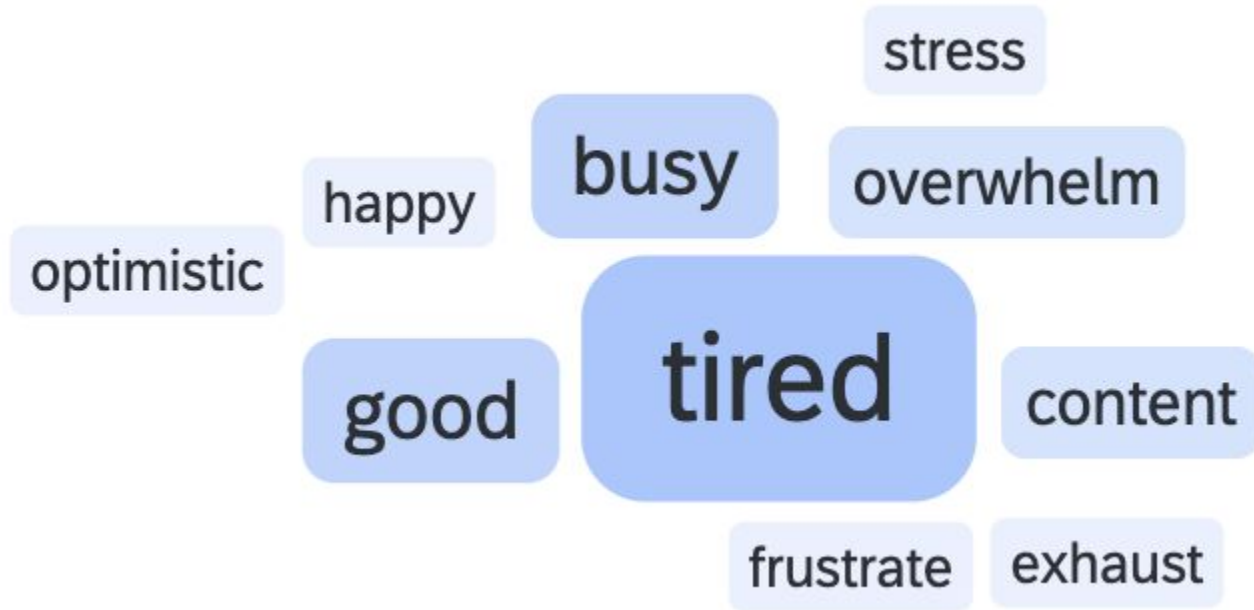 stress
busy
overwhelm
happy
optimistic
tired
good
content
frustrate
exhaust